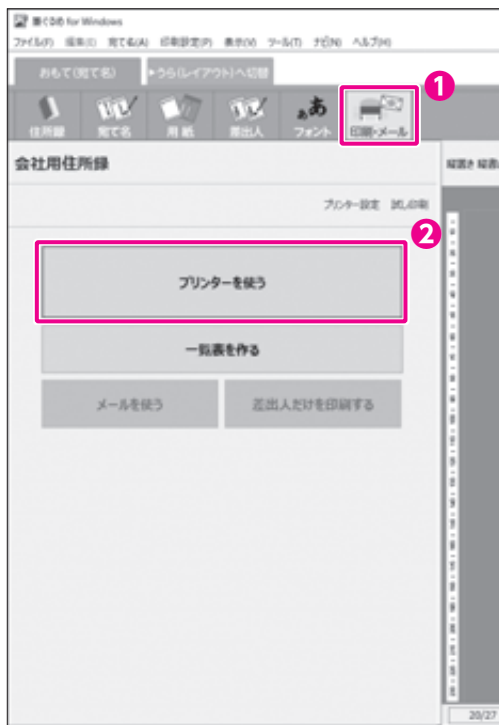 筆ぐるめ for Windows
ファイル(F) 編集(E) 宛て名(A) 印刷設定(P) 表示(V) ツール(T) ナビ(N) ヘルプ(H)
おもて(宛て名) ▶うら(レイアウト)へ切替
1
住所録 宛て名 用紙 差出人 フォント 印刷・メール
会社用住所録
プリンター設定 試し印刷
2
プリンターを使う
一覧表を作る
メールを使う 差出人だけを印刷する
20/27